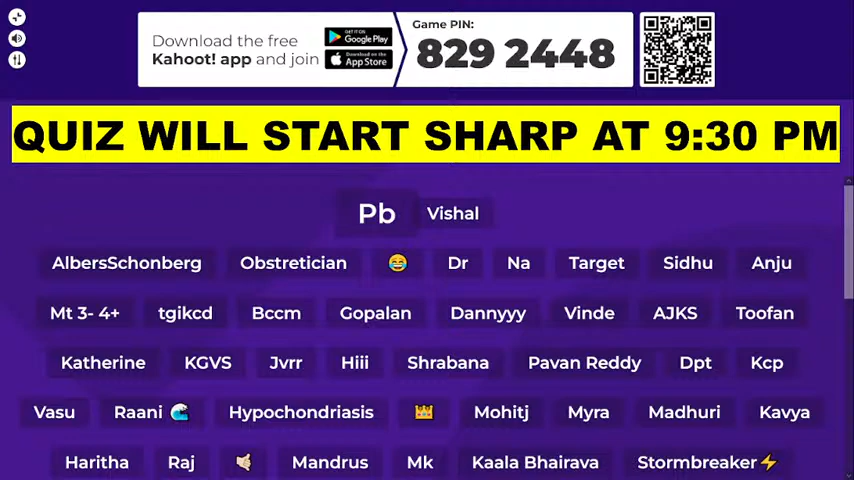 Download the free
Kahoot! app and join
GET IT ON
Google Play
Download on the
App Store
Game PIN:
829 2448
QUIZ WILL START SHARP AT 9:30 PM
Pb Vishal
AlbersSchonberg Obstretician 😂 Dr Na Target Sidhu Anju
Mt 3- 4+ tgikcd Bccm Gopalan Dannyyy Vinde AJKS Toofan
Katherine KGVS Jvrr Hiii Shrabana Pavan Reddy Dpt Kcp
Vasu Raani 🌊 Hypochondriasis 👑 Mohitj Myra Madhuri Kavya
Haritha Raj 🤙🏻 Mandrus Mk Kaala Bhairava Stormbreaker⚡